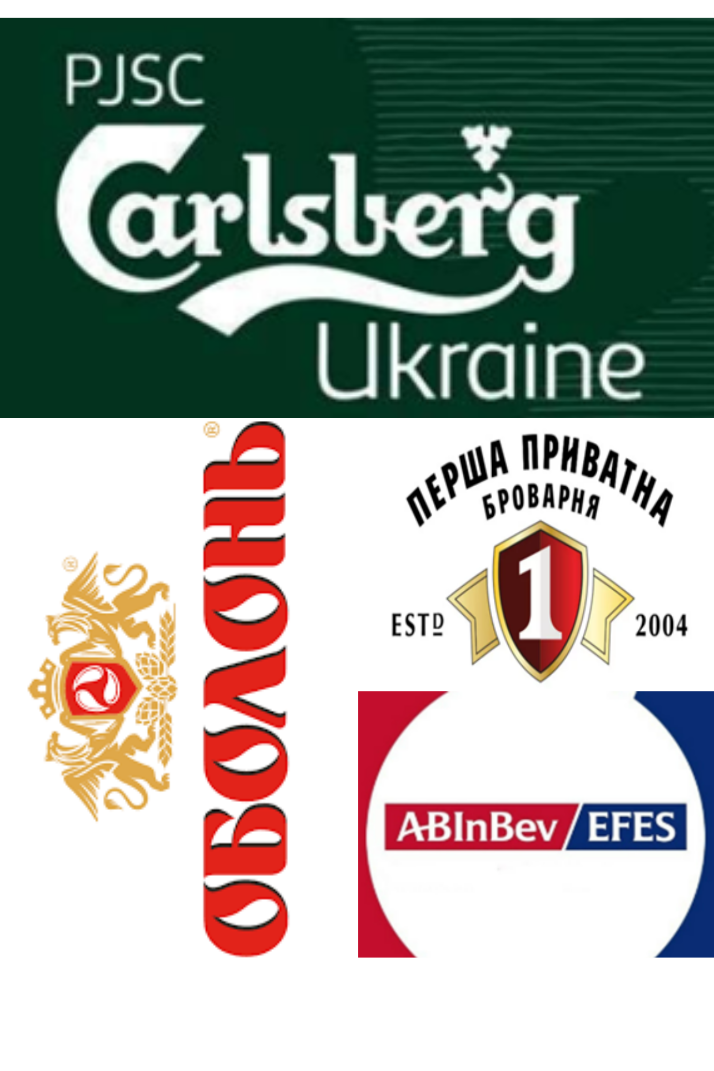 PJSC
Carlsberg
Ukraine
ОБОЛОНЬ
®
®
ПЕРША ПРИВАТНА
БРОВАРНЯ
1
ESTD 2004
ABInBev/EFES